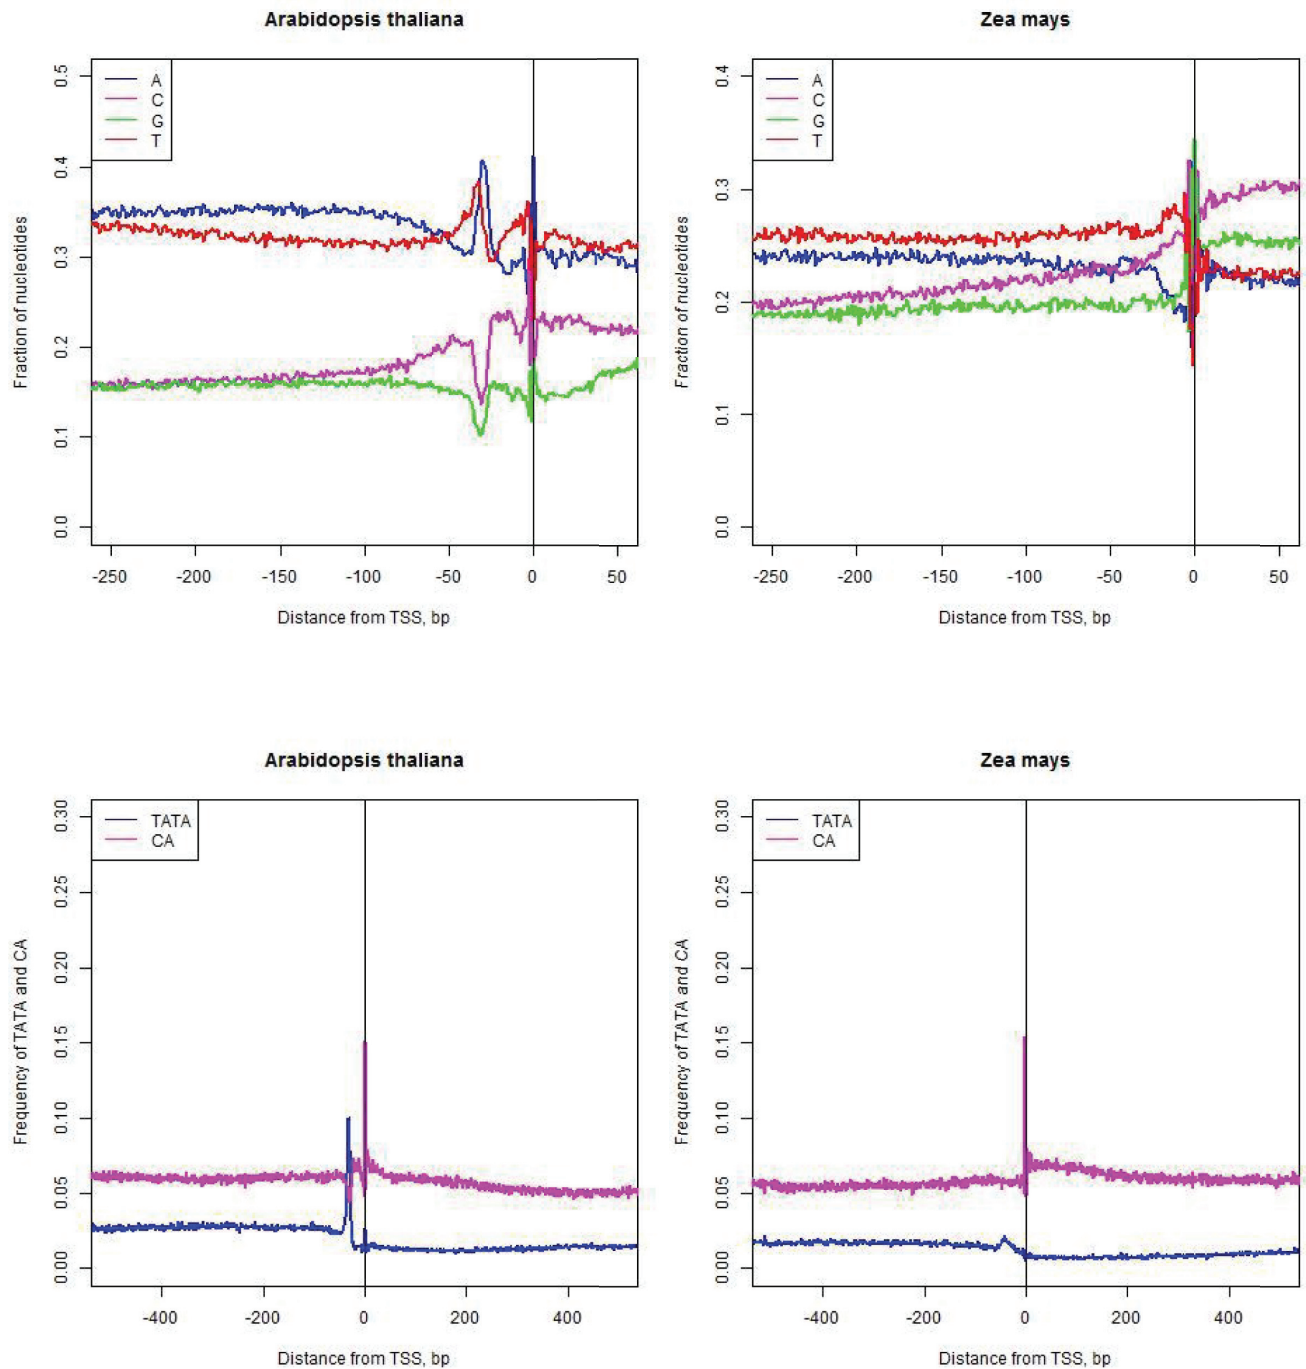 Arabidopsis thaliana
0.5
0.4
0.3
0.2
0.1
0.0
Fraction of nucleotides
A
C
G
T
-250 -200 -150 -100 -50 0 50
Distance from TSS, bp
Zea mays
0.4
0.3
0.2
0.1
0.0
Fraction of nucleotides
A
C
G
T
-250 -200 -150 -100 -50 0 50
Distance from TSS, bp
Arabidopsis thaliana
0.30
0.25
0.20
0.15
0.10
0.05
0.00
Frequency of TATA and CA
TATA
CA
-400 -200 0 200 400
Distance from TSS, bp
Zea mays
0.30
0.25
0.20
0.15
0.10
0.05
0.00
Frequency of TATA and CA
TATA
CA
-400 -200 0 200 400
Distance from TSS, bp